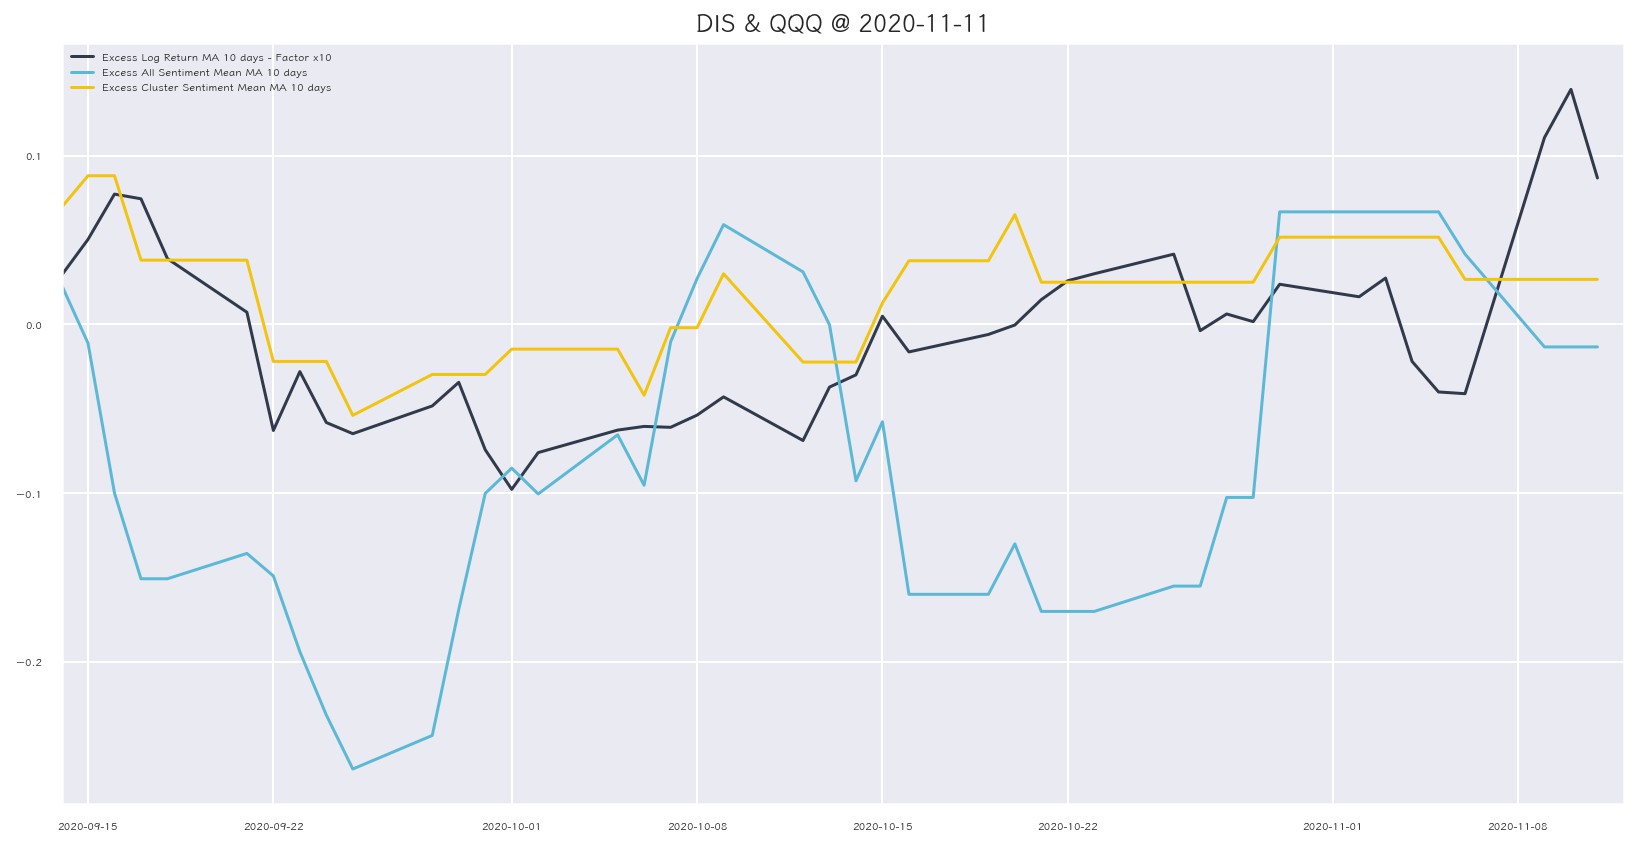 DIS & QQQ @ 2020-11-11
Excess Log Return MA 10 days - Factor x10
Excess All Sentiment Mean MA 10 days
Excess Cluster Sentiment Mean MA 10 days
0.1
0.0
−0.1
−0.2
2020-09-15 2020-09-22 2020-10-01 2020-10-08 2020-10-15 2020-10-22 2020-11-01 2020-11-08